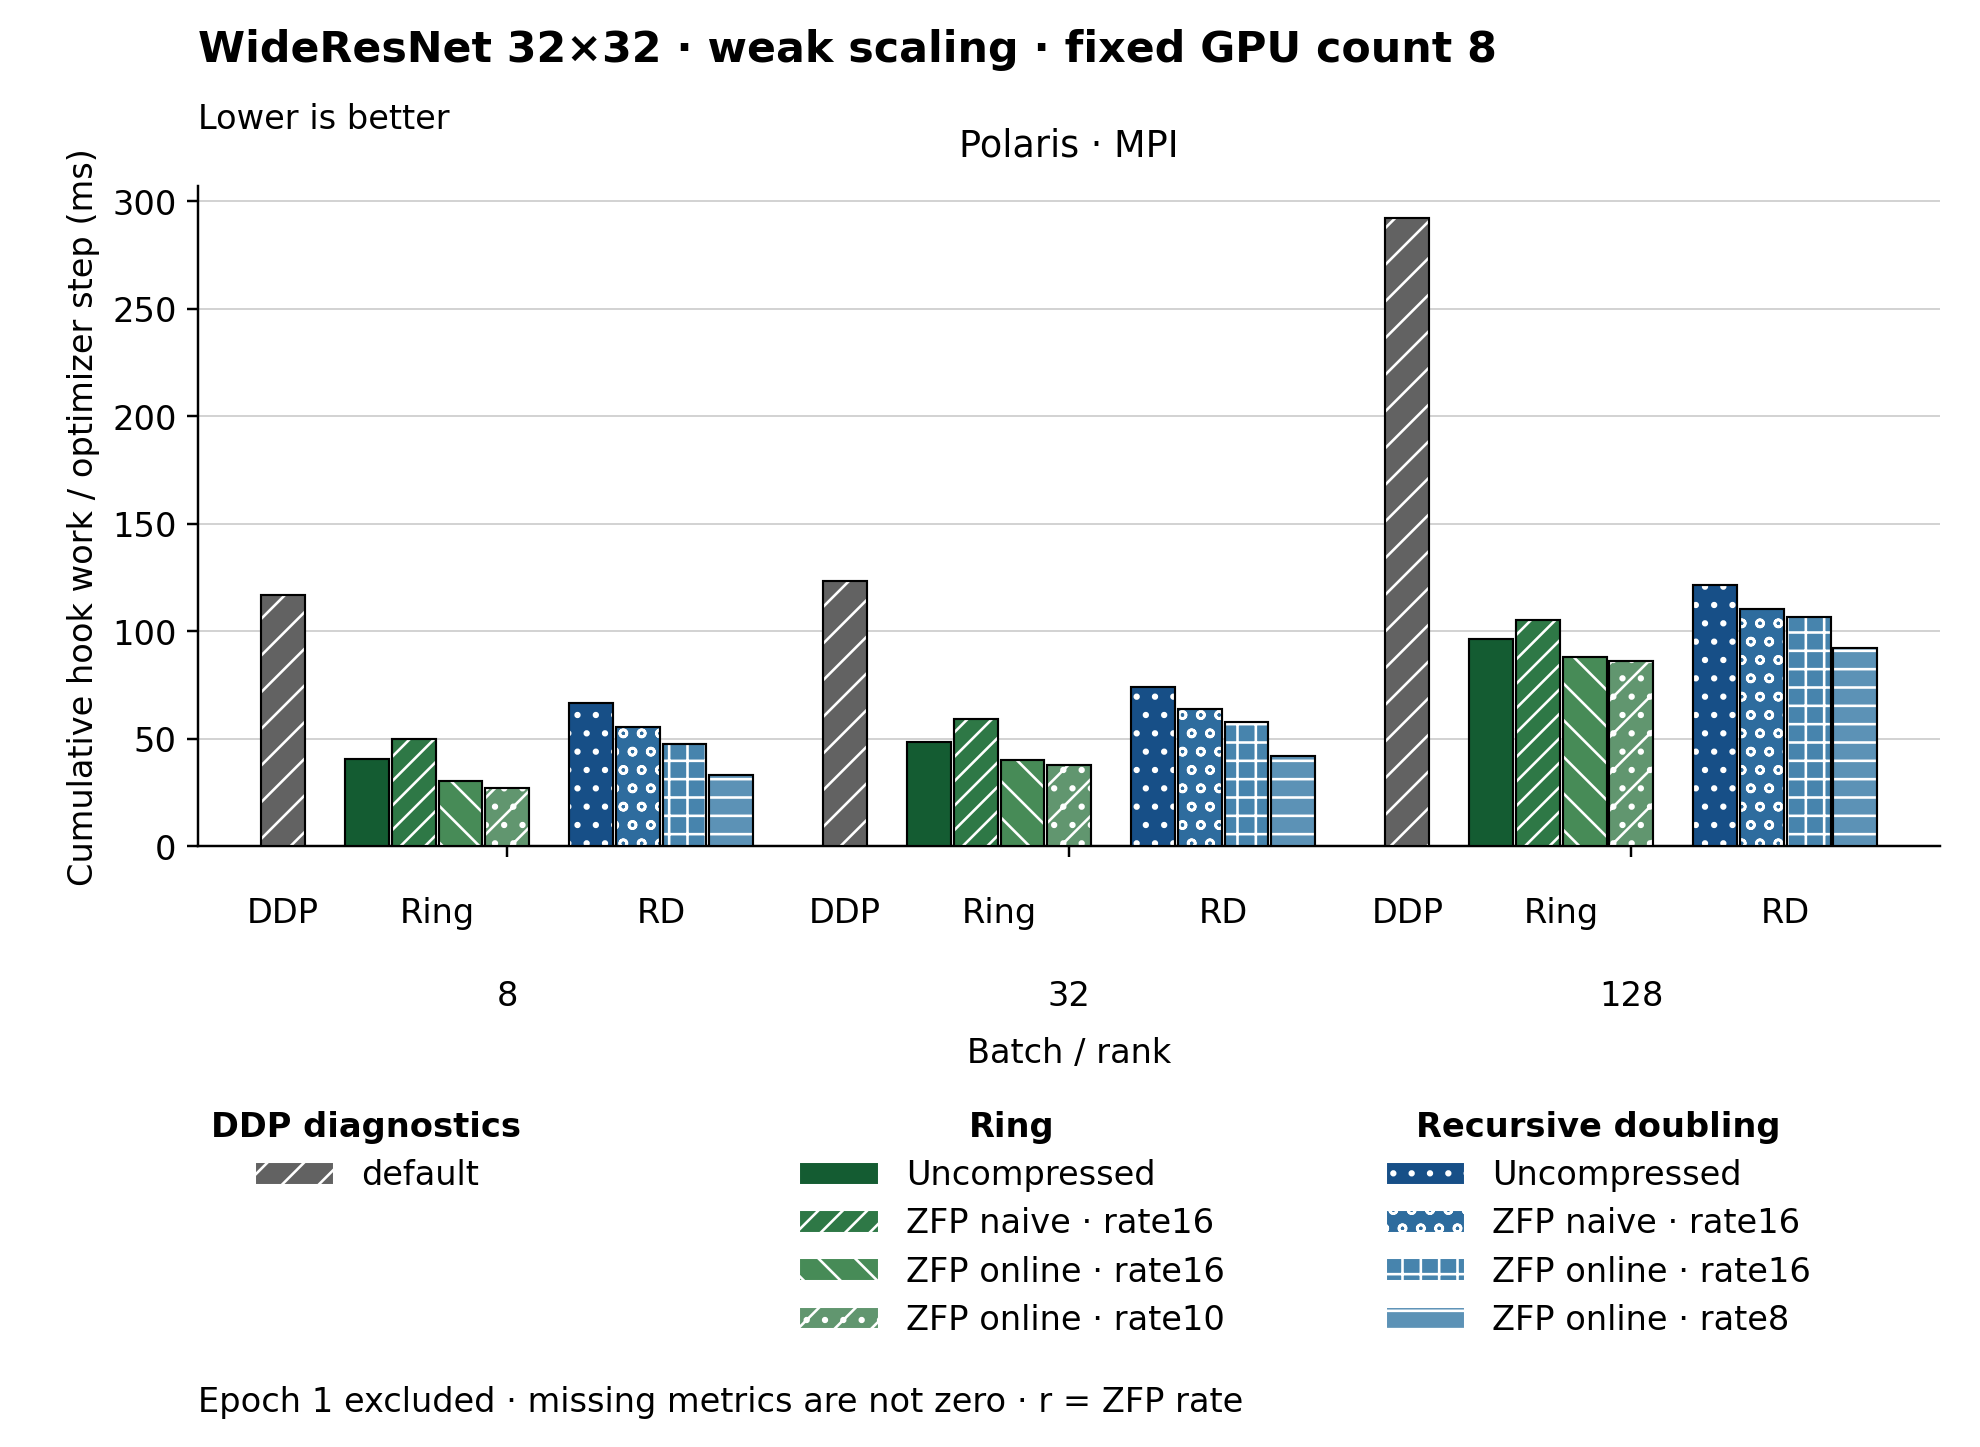 WideResNet 32×32 · weak scaling · fixed GPU count 8
Lower is better
Polaris · MPI
Cumulative hook work / optimizer step (ms)
300
250
200
150
100
50
0
DDP Ring RD DDP Ring RD DDP Ring RD
8 32 128
Batch / rank
DDP diagnostics
default
Ring
Uncompressed
ZFP naive · rate16
ZFP online · rate16
ZFP online · rate10
Recursive doubling
Uncompressed
ZFP naive · rate16
ZFP online · rate16
ZFP online · rate8
Epoch 1 excluded · missing metrics are not zero · r = ZFP rate